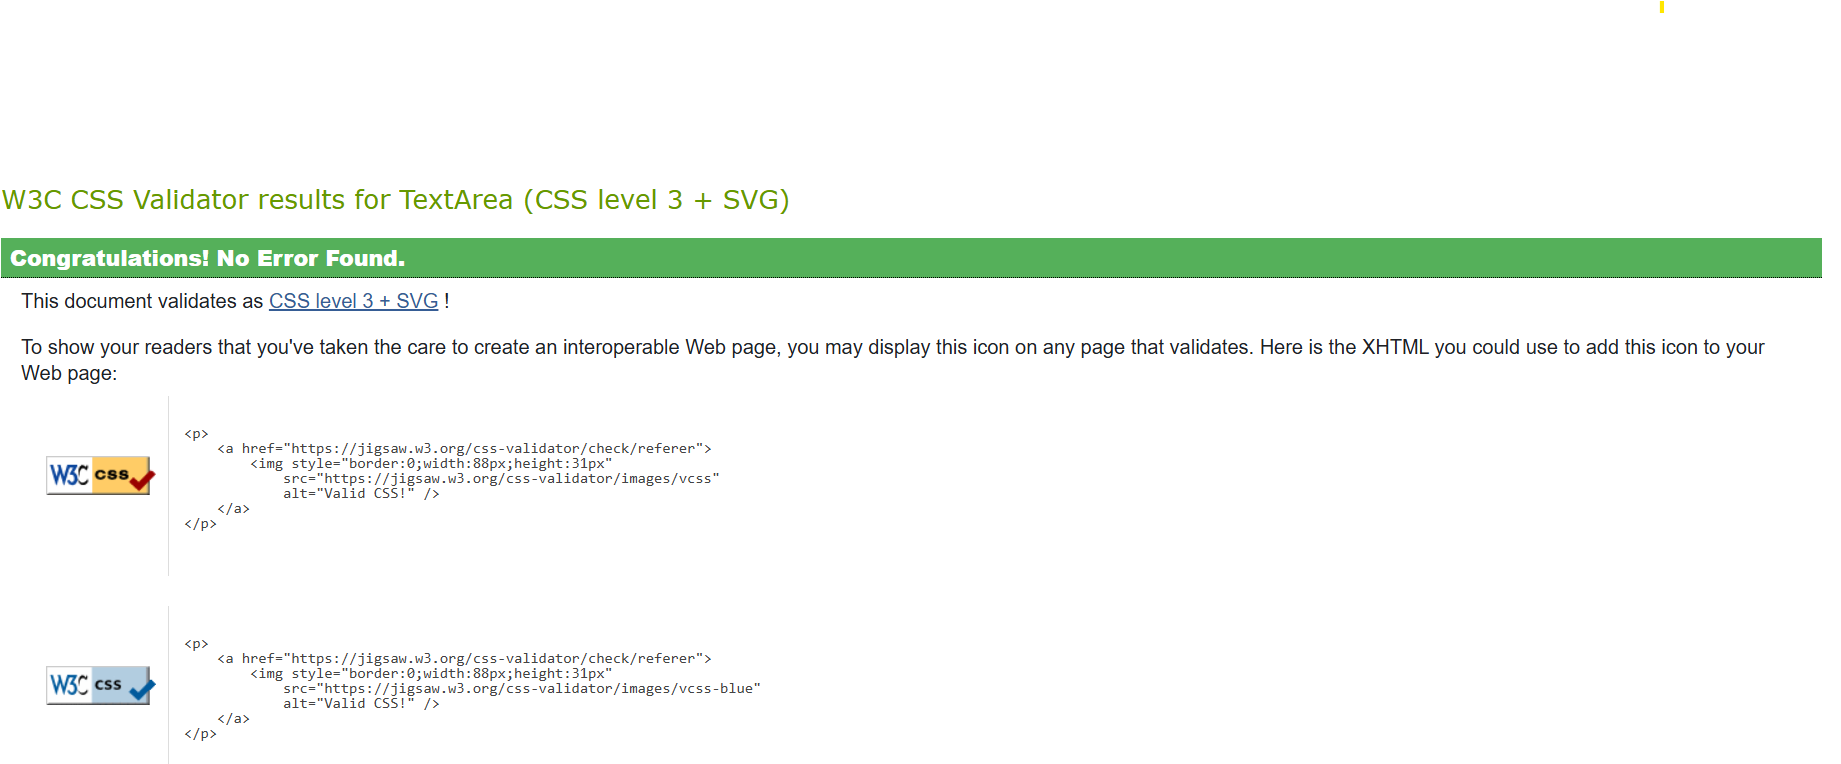 W3C CSS Validator results for TextArea (CSS level 3 + SVG)
Congratulations! No Error Found.
This document validates as CSS level 3 + SVG !
To show your readers that you've taken the care to create an interoperable Web page, you may display this icon on any page that validates. Here is the XHTML you could use to add this icon to your
Web page:
W3C css
<p>
<a href="https://jigsaw.w3.org/css-validator/check/referer">
<img style="border:0;width:88px;height:31px"
src="https://jigsaw.w3.org/css-validator/images/vcss"
alt="Valid CSS!" />
</a>
</p>
W3C css
<p>
<a href="https://jigsaw.w3.org/css-validator/check/referer">
<img style="border:0;width:88px;height:31px"
src="https://jigsaw.w3.org/css-validator/images/vcss-blue"
alt="Valid CSS!" />
</a>
</p>